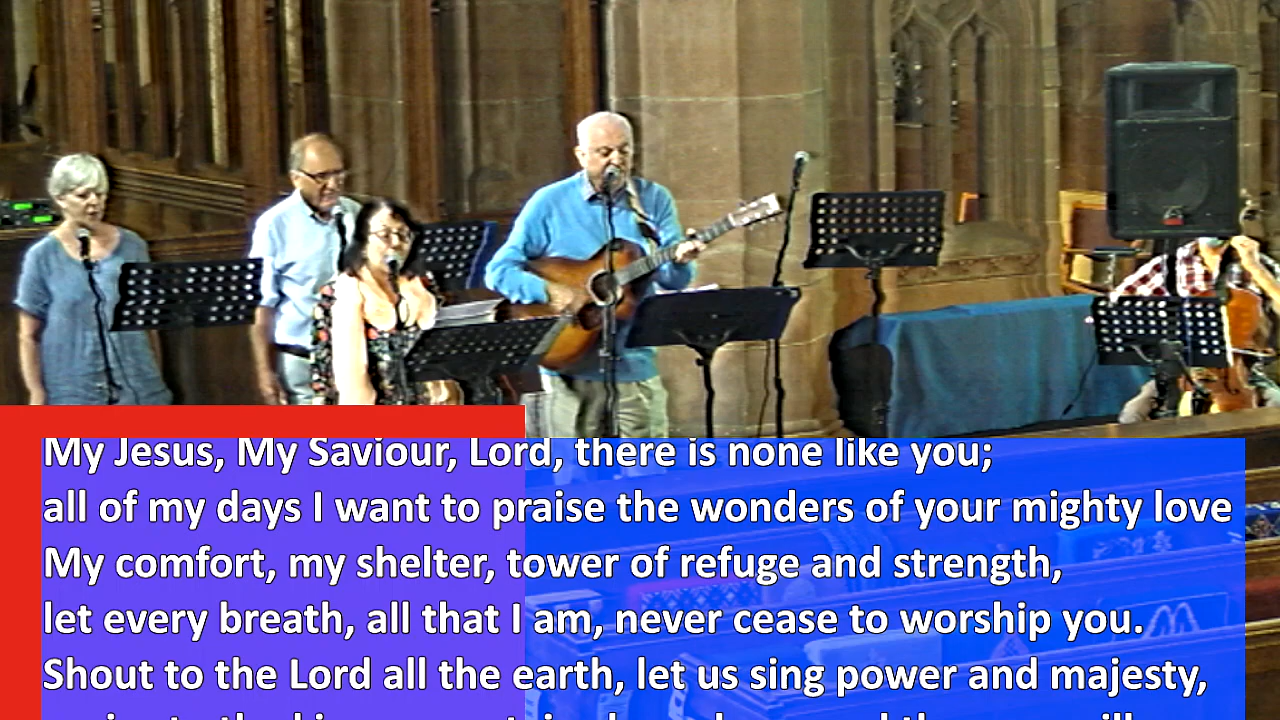 My Jesus, My Saviour, Lord, there is none like you;
all of my days I want to praise the wonders of your mighty love
My comfort, my shelter, tower of refuge and strength,
let every breath, all that I am, never cease to worship you.
Shout to the Lord all the earth, let us sing power and majesty,